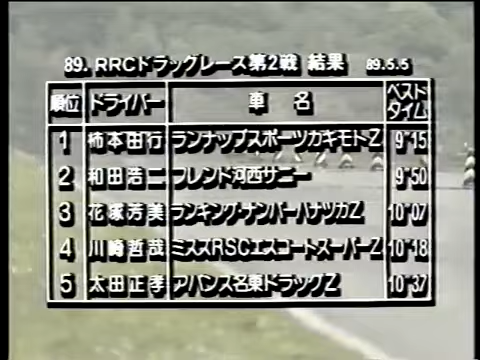 89. RRCドラッグレース第2戦 結果 89.5.5
順位 ドライバー 車名 ベストタイム
1 柿本田行 ランナップスポーツカキモトZ 9"15
2 和田浩二 フレンド河西サニー 9"50
3 花塚芳美 ランキング・ナンバーハナツカZ 10"07
4 川崎哲哉 ミスズRSCエスコートスーパーZ 10"18
5 太田正孝 アバンス名東ドラッグZ 10"37